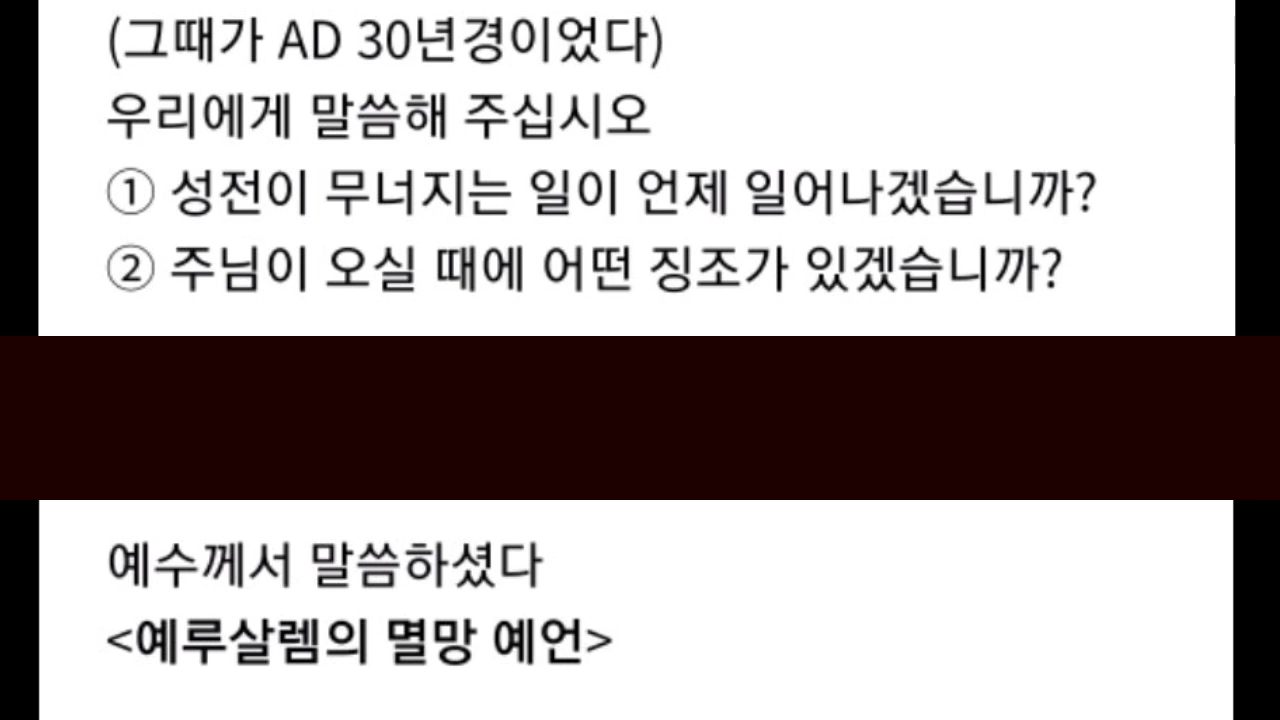 (그때가 AD 30년경이었다)
우리에게 말씀해 주십시오
① 성전이 무너지는 일이 언제 일어나겠습니까?
② 주님이 오실 때에 어떤 징조가 있겠습니까?
예수께서 말씀하셨다
<예루살렘의 멸망 예언>